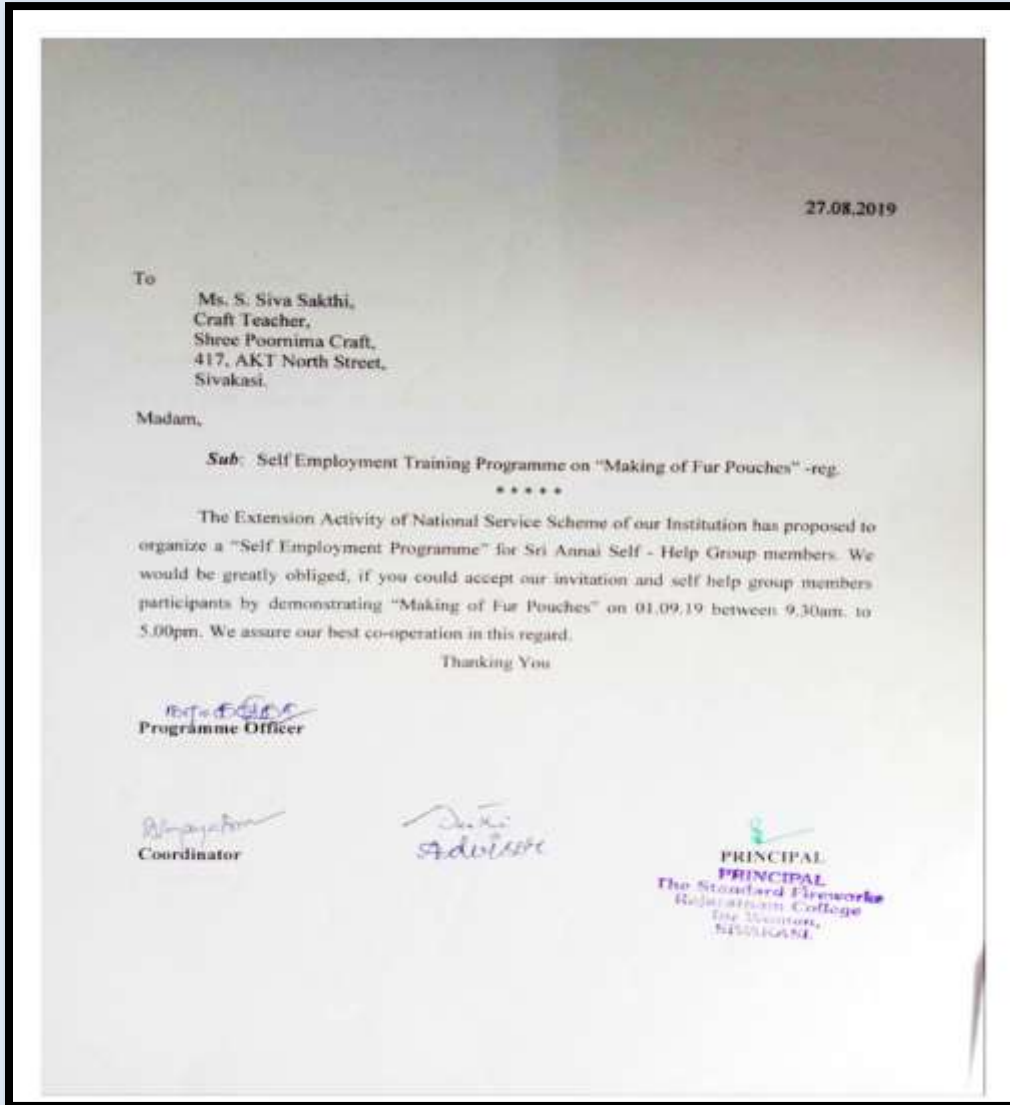 27.08.2019
To
Ms. S. Siva Sakthi,
Craft Teacher,
Shree Poornima Craft,
417, AKT North Street,
Sivakasi.
Madam,
Sub: Self Employment Training Programme on “Making of Fur Pouches” -reg.
* * * * *
The Extension Activity of National Service Scheme of our Institution has proposed to
organize a “Self Employment Programme” for Sri Annai Self - Help Group members. We
would be greatly obliged, if you could accept our invitation and self help group members
participants by demonstrating “Making of Fur Pouches” on 01.09.19 between 9.30am. to
5.00pm. We assure our best co-operation in this regard.
Thanking You
Programme Officer
Advisor
Coordinator
PRINCIPAL
PRINCIPAL
The Standard Fireworks
Rajaratnam College
for Women,
SIVAKASI.